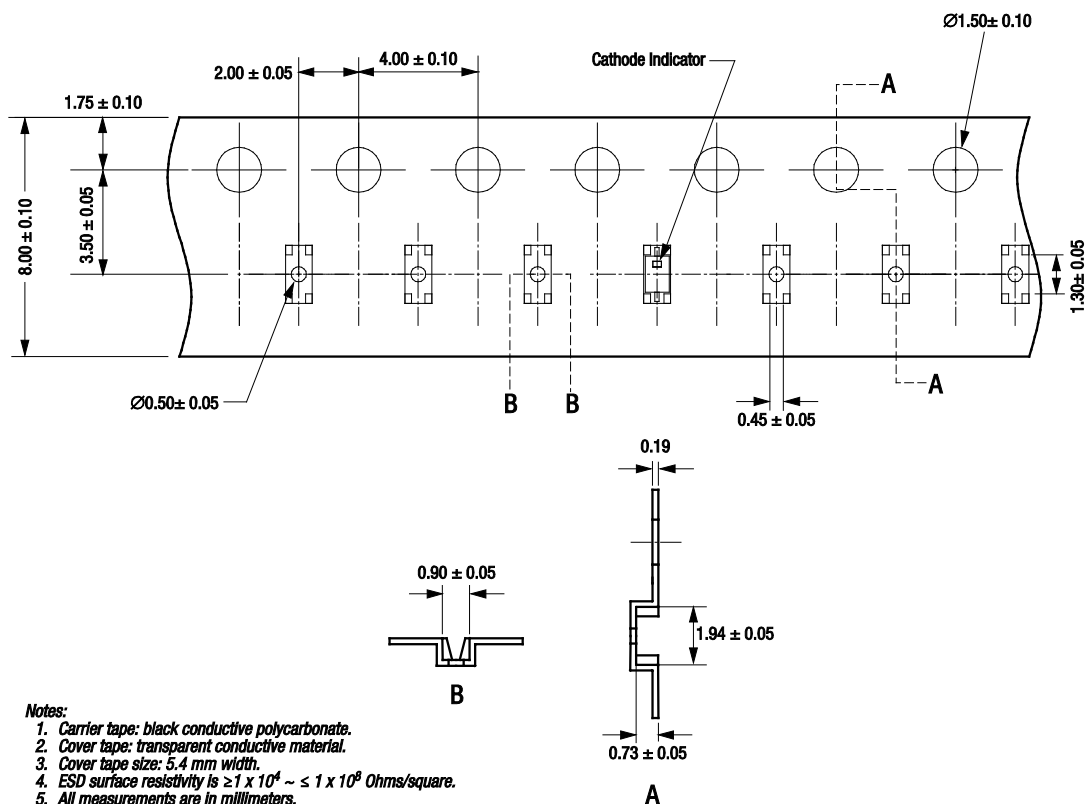 Ø1.50± 0.10
4.00 ± 0.10
2.00 ± 0.05
Cathode Indicator
A
1.75 ± 0.10
8.00 ± 0.10
3.50 ± 0.05
1.30± 0.05
A
Ø0.50± 0.05
B B
0.45 ± 0.05
0.19
0.90 ± 0.05
1.94 ± 0.05
B
0.73 ± 0.05
A
Notes:
1. Carrier tape: black conductive polycarbonate.
2. Cover tape: transparent conductive material.
3. Cover tape size: 5.4 mm width.
4. ESD surface resistivity is ≥1 x 10⁴ ~ ≤ 1 x 10⁸ Ohms/square.
5. All measurements are in millimeters.